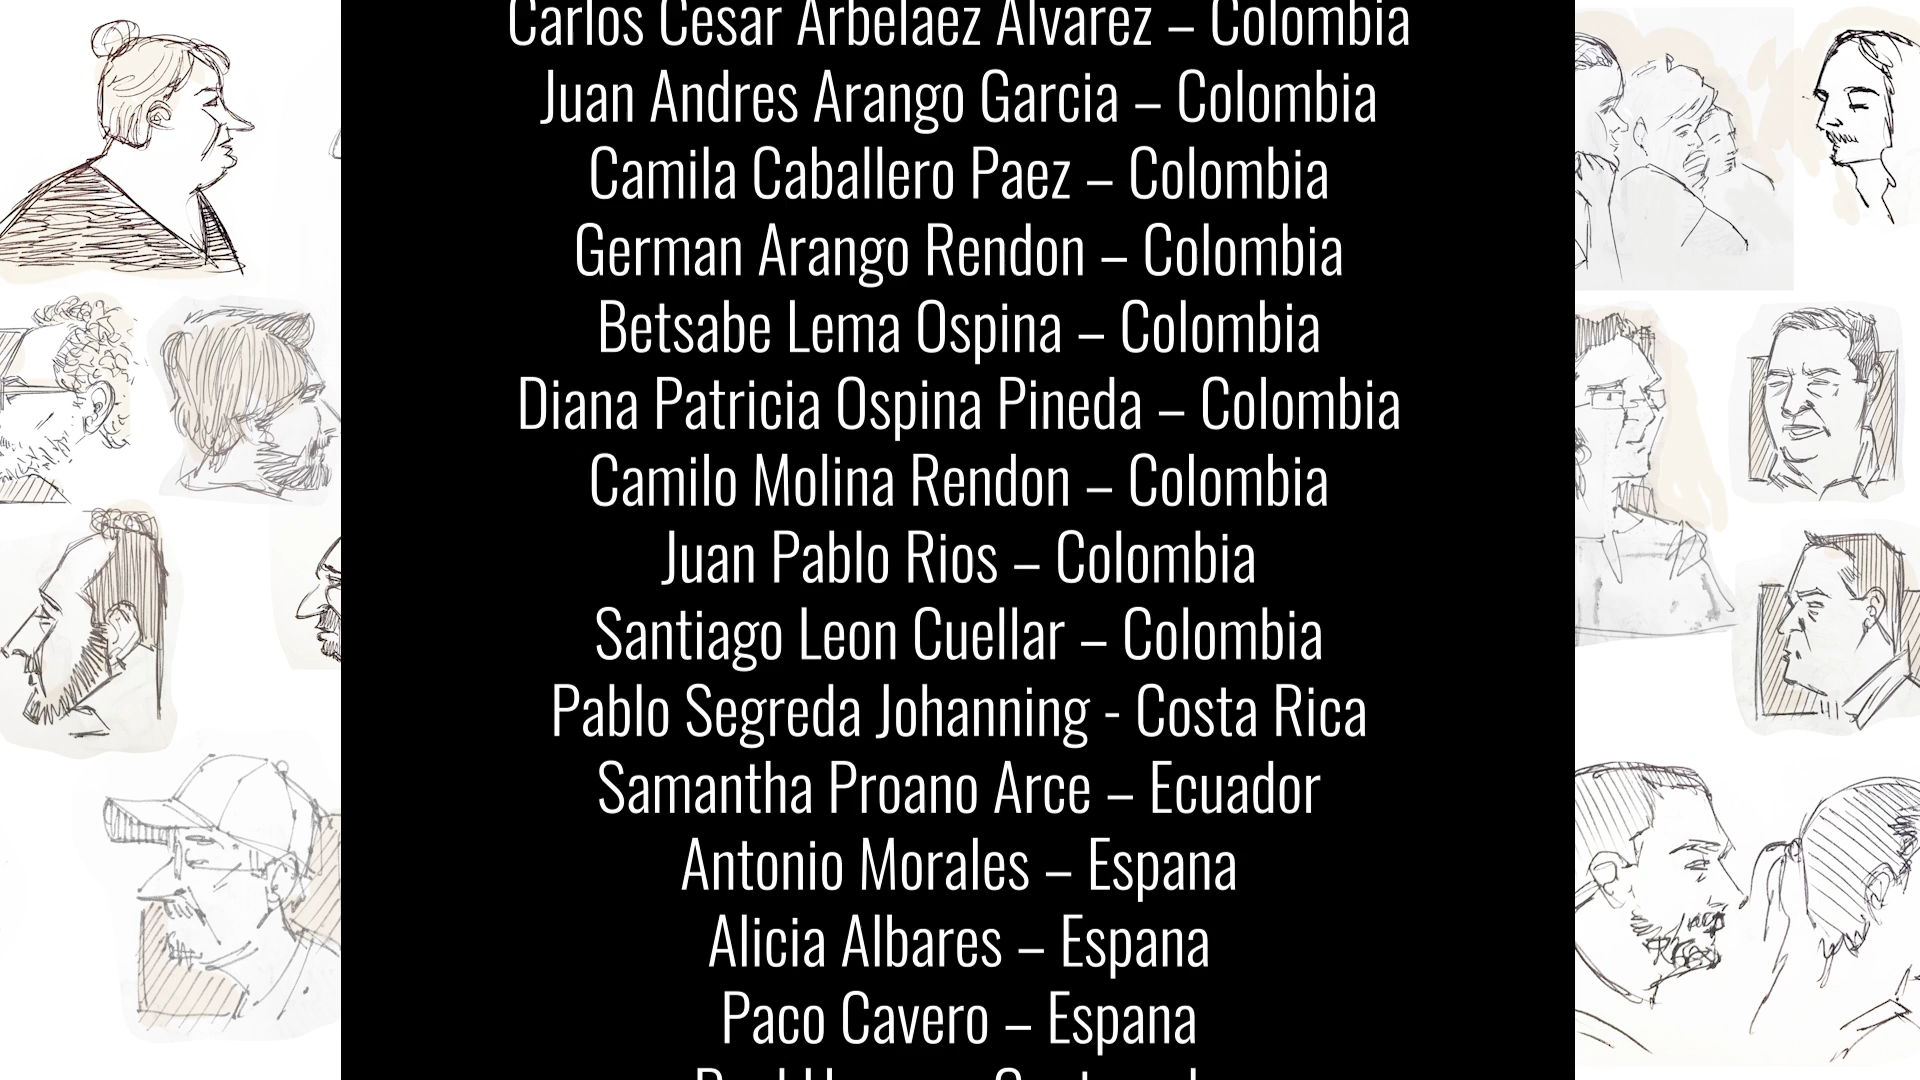 Carlos Cesar Arbelaez Alvarez – Colombia
Juan Andres Arango Garcia – Colombia
Camila Caballero Paez – Colombia
German Arango Rendon – Colombia
Betsabe Lema Ospina – Colombia
Diana Patricia Ospina Pineda – Colombia
Camilo Molina Rendon – Colombia
Juan Pablo Rios – Colombia
Santiago Leon Cuellar – Colombia
Pablo Segreda Johanning - Costa Rica
Samantha Proano Arce – Ecuador
Antonio Morales – Espana
Alicia Albares – Espana
Paco Cavero – Espana